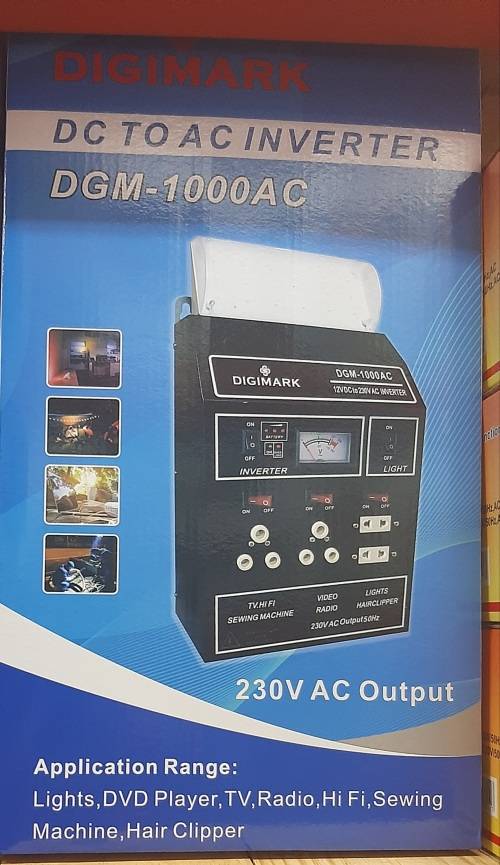 DIGIMARK
DC TO AC INVERTER
DGM-1000AC
DIGIMARK
DGM-1000AC
12VDC to 230V AC INVERTER
ON
OFF
BATTERY
INVERTER
V
ON
OFF
LIGHT
ON OFF
ON OFF
ON OFF
TV.HI FI
SEWING MACHINE
VIDEO
RADIO
LIGHTS
HAIRCLIPPER
230V AC Output 50Hz
230V AC Output
Application Range:
Lights,DVD Player,TV,Radio,Hi Fi,Sewing
Machine,Hair Clipper